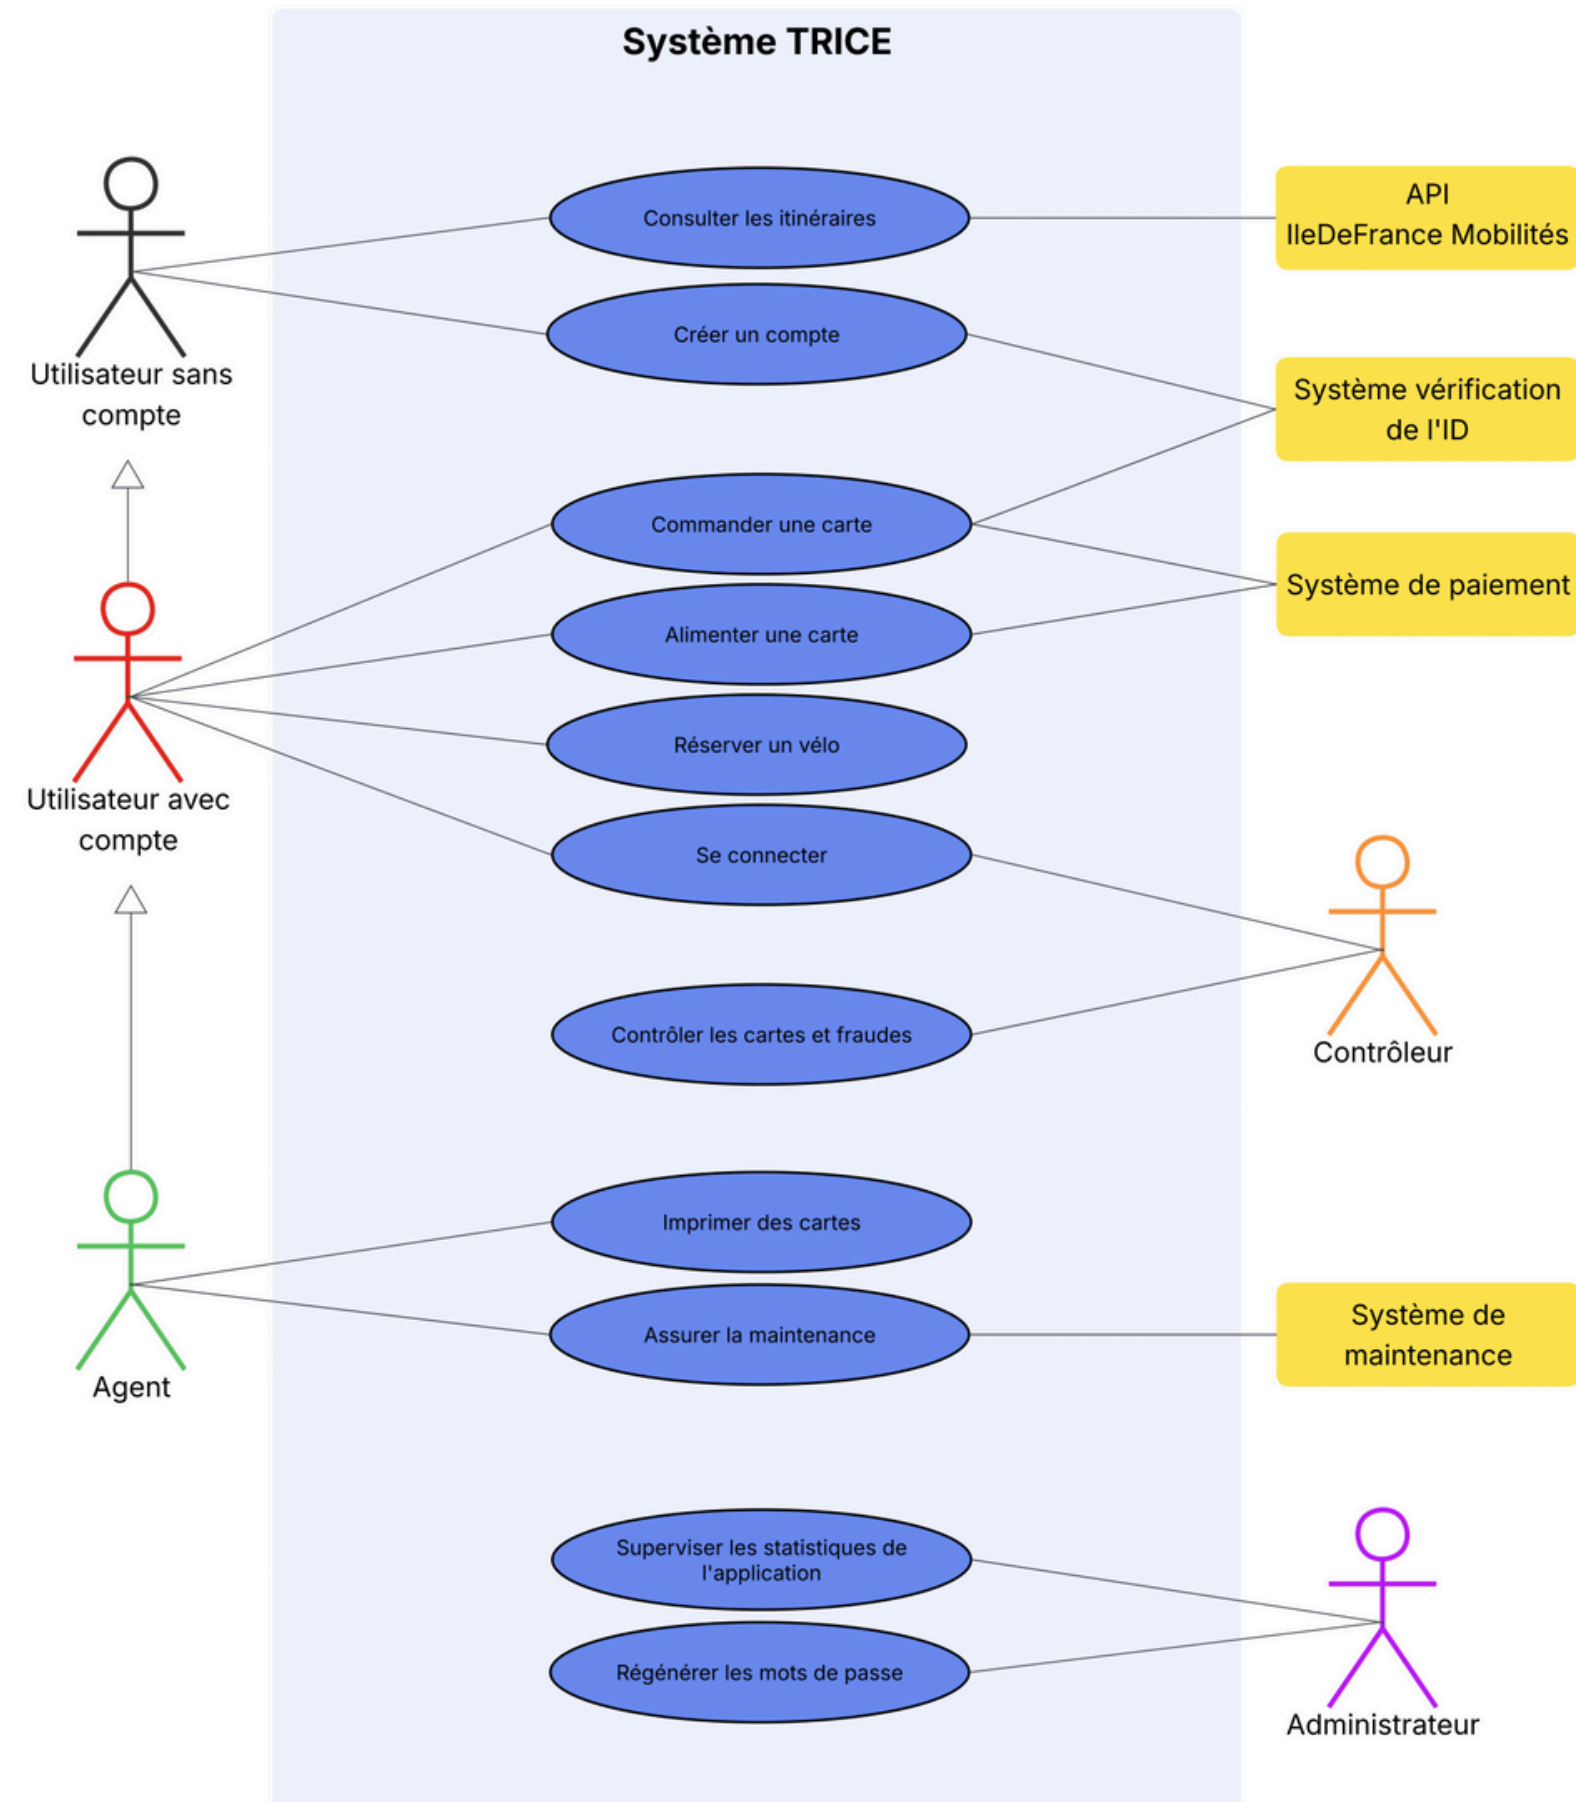 Système TRICE
Utilisateur sans
compte
Consulter les itinéraires
API
IleDeFrance Mobilités
Créer un compte
Système vérification
de l'ID
Commander une carte
Système de paiement
Alimenter une carte
Utilisateur avec
compte
Réserver un vélo
Se connecter
Contrôler les cartes et fraudes
Contrôleur
Imprimer des cartes
Agent
Assurer la maintenance
Système de
maintenance
Superviser les statistiques de
l'application
Régénérer les mots de passe
Administrateur